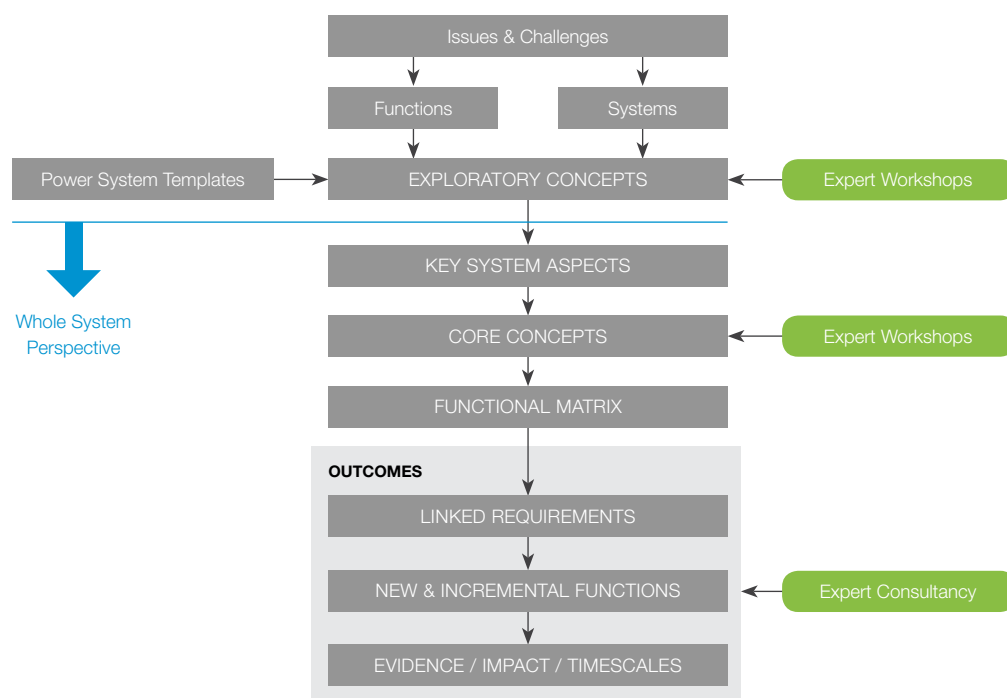 Issues & Challenges
Functions
Systems
Power System Templates
EXPLORATORY CONCEPTS
Expert Workshops
KEY SYSTEM ASPECTS
Whole System
Perspective
CORE CONCEPTS
Expert Workshops
FUNCTIONAL MATRIX
OUTCOMES
LINKED REQUIREMENTS
NEW & INCREMENTAL FUNCTIONS
Expert Consultancy
EVIDENCE / IMPACT / TIMESCALES